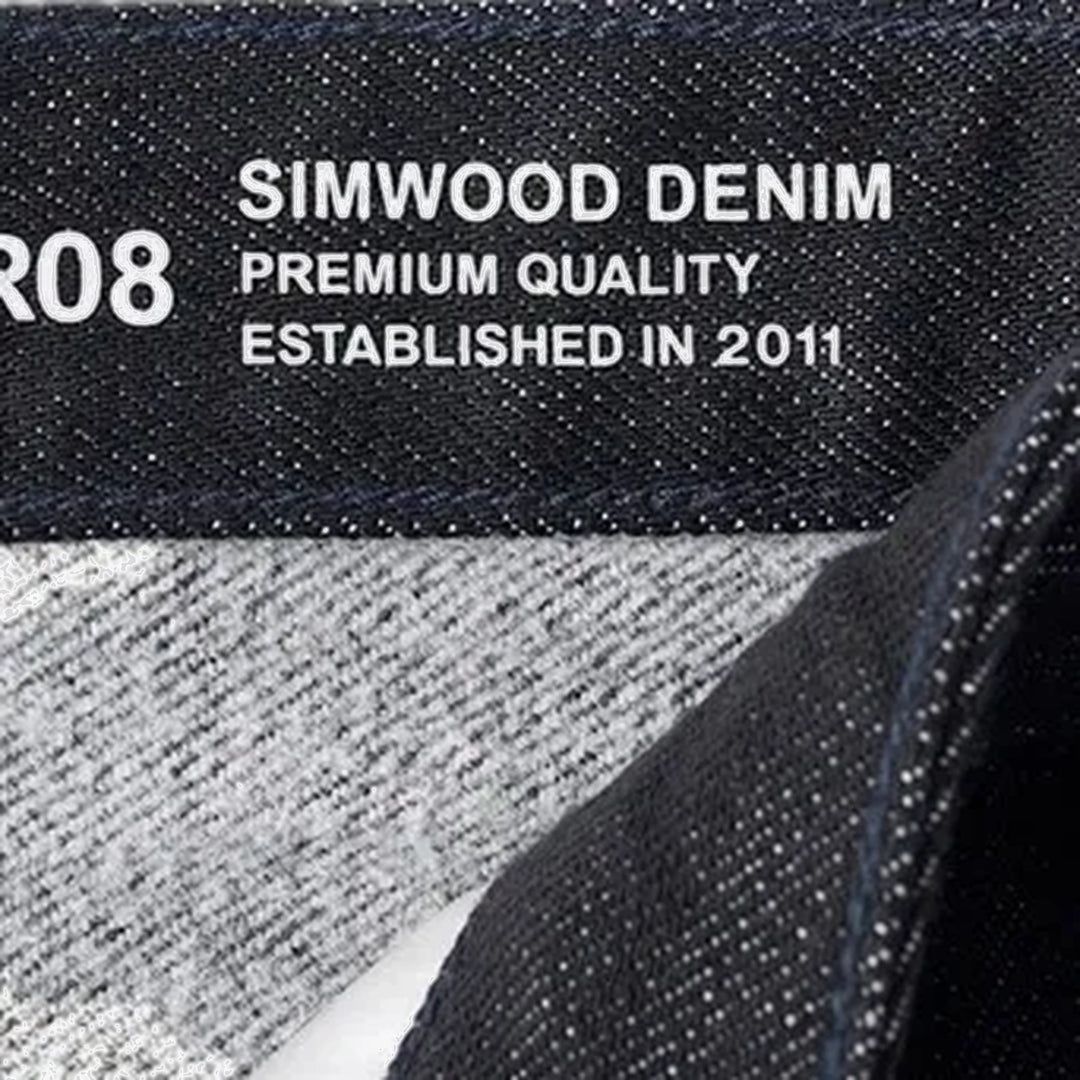 R08
SIMWOOD DENIM
PREMIUM QUALITY
ESTABLISHED IN 2011